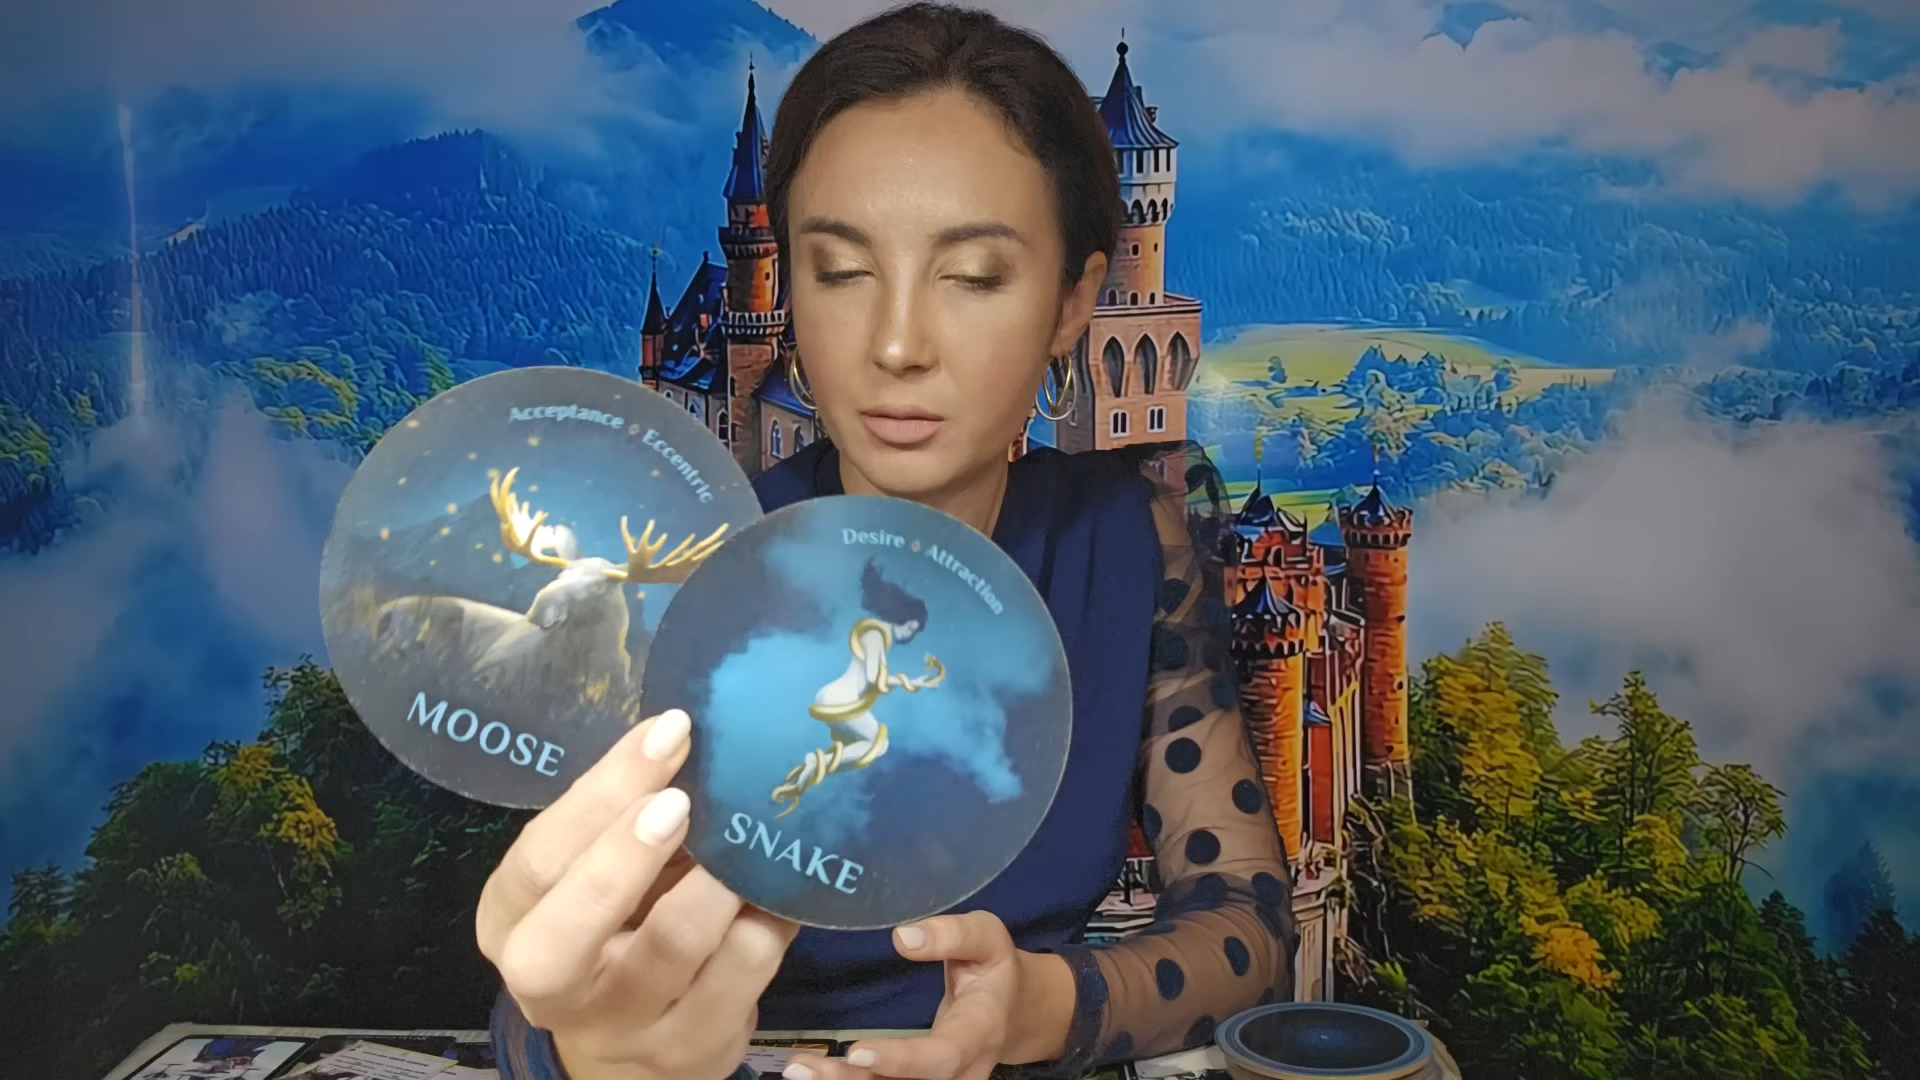 Acceptance ◆ Eccentric
MOOSE
Desire ◆ Attraction
SNAKE